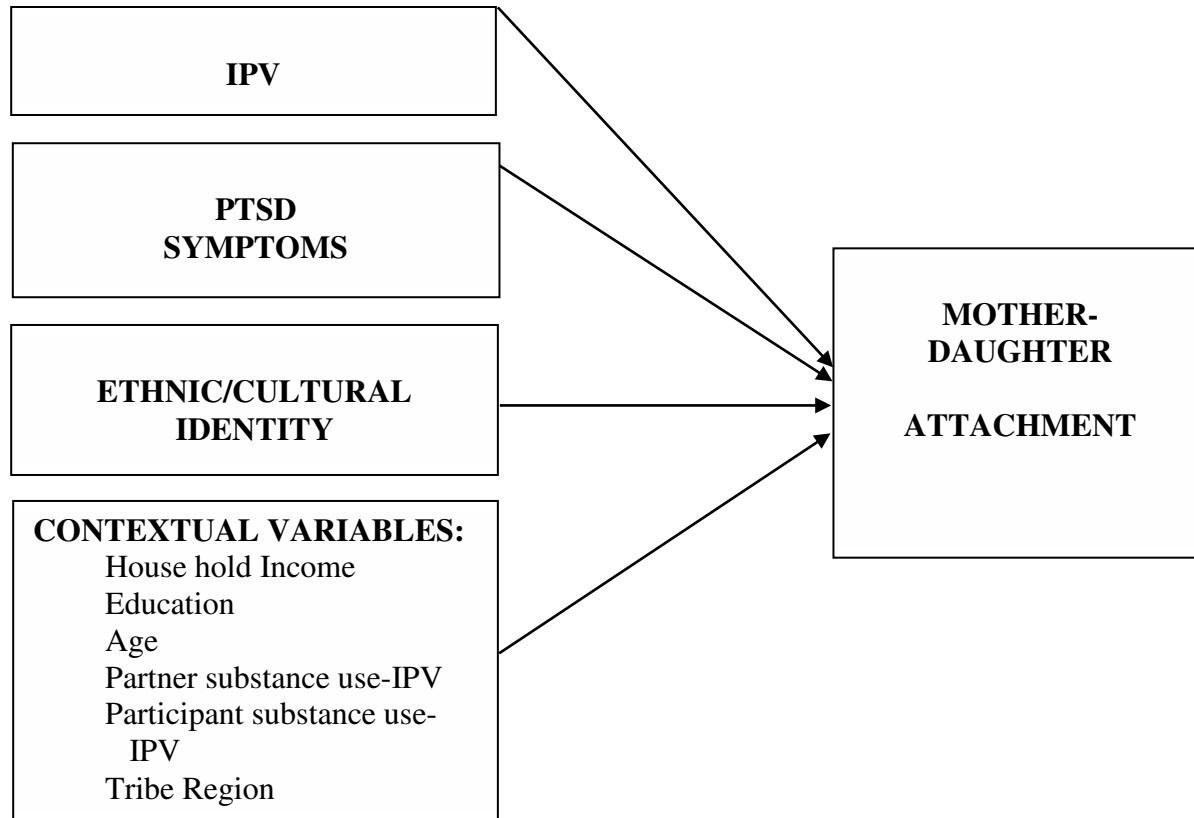 IPV
PTSD
SYMPTOMS
ETHNIC/CULTURAL
IDENTITY
CONTEXTUAL VARIABLES:
House hold Income
Education
Age
Partner substance use-IPV
Participant substance use-
IPV
Tribe Region
MOTHER-
DAUGHTER
ATTACHMENT